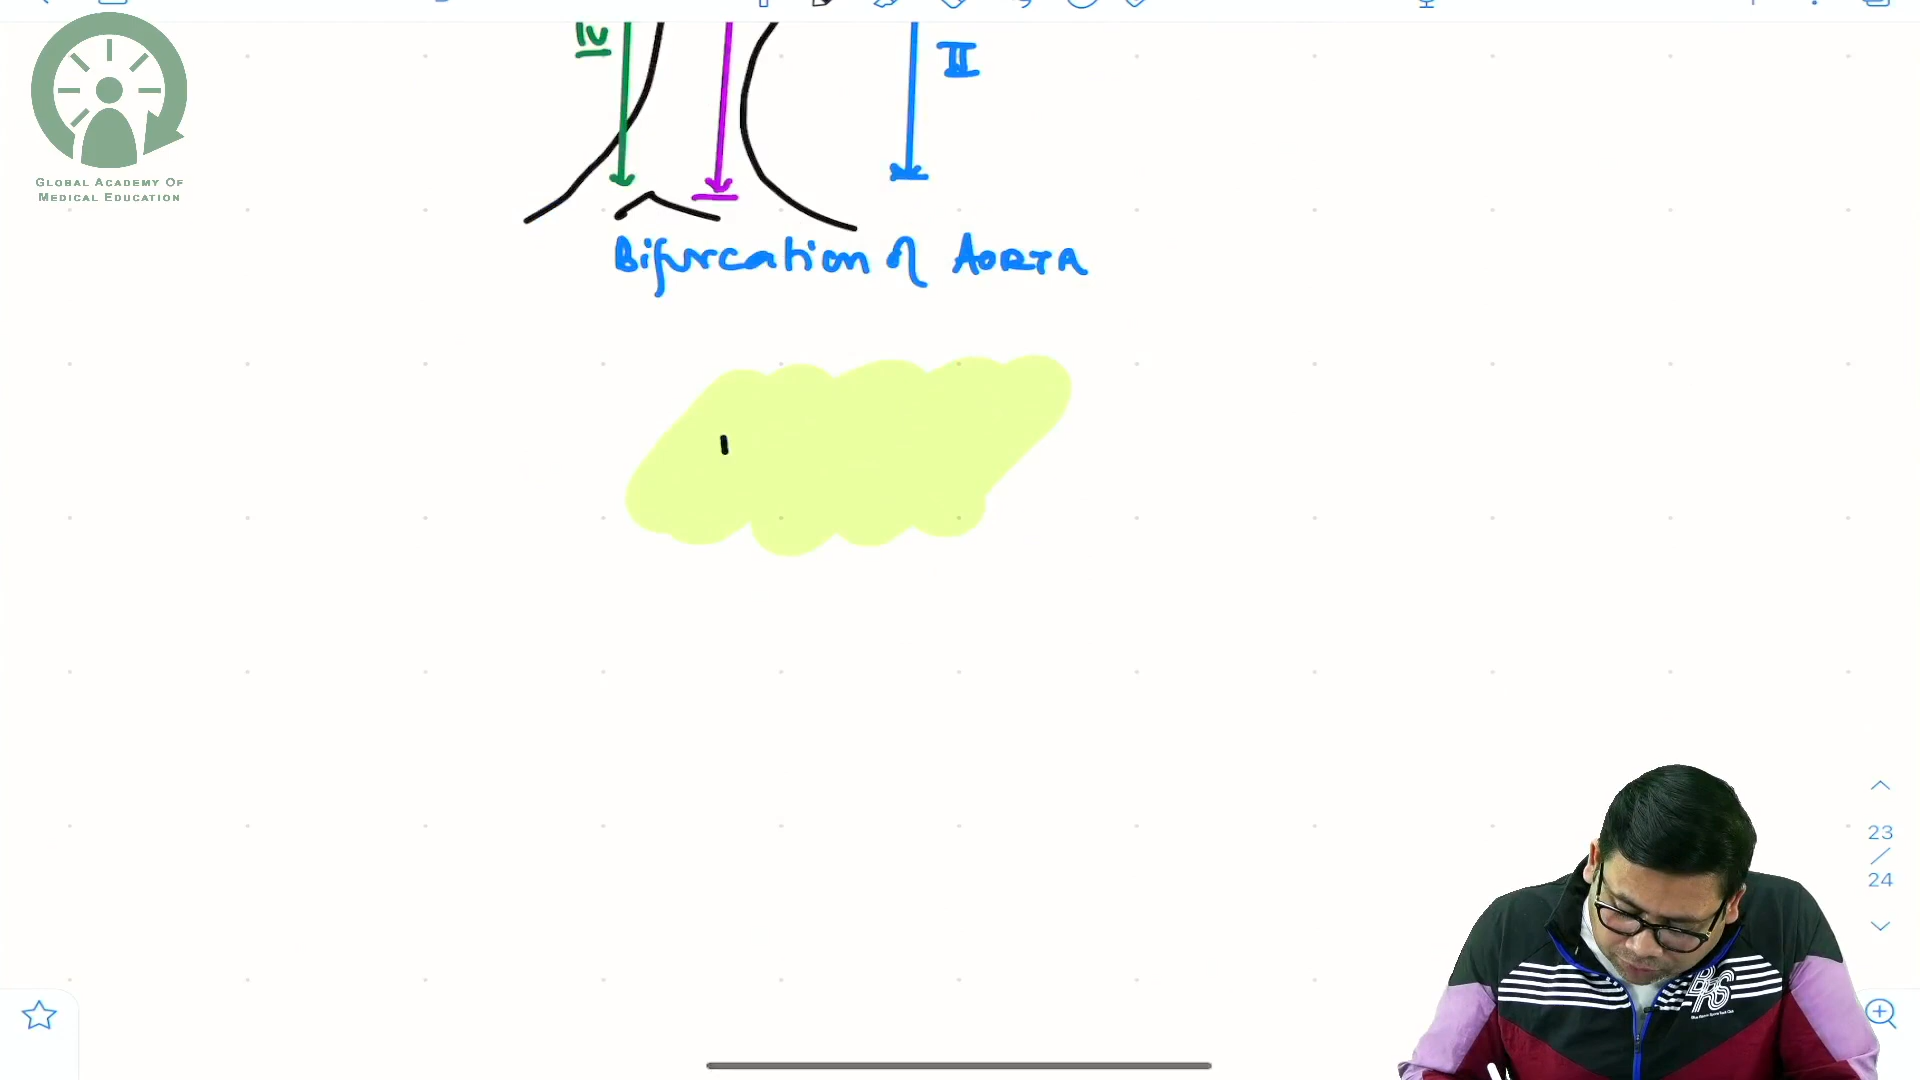 IV
II
GLOBAL ACADEMY OF
MEDICAL EDUCATION
Bifurcation of AORTA
23
/
24